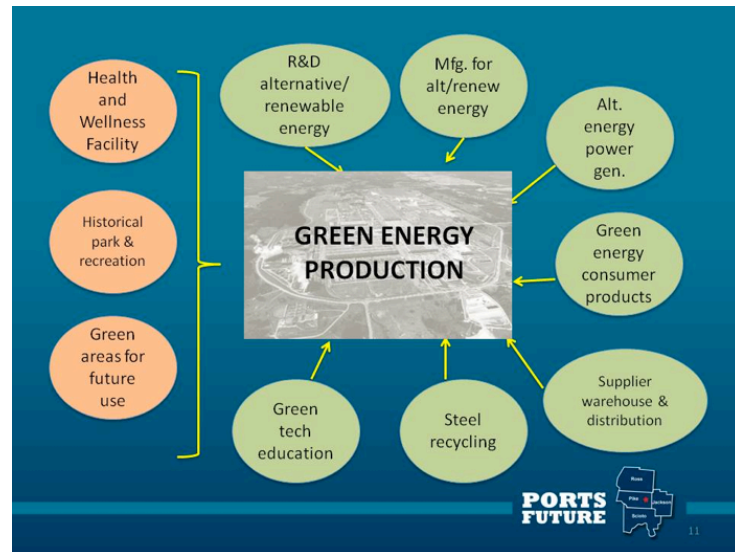 Health
and
Wellness
Facility
Historical
park &
recreation
Green
areas for
future
use
R&D
alternative/
renewable
energy
Mfg. for
alt/renew
energy
Alt.
energy
power
gen.
Green
energy
consumer
products
Supplier
warehouse &
distribution
Steel
recycling
Green
tech
education
GREEN ENERGY
PRODUCTION
PORTS
FUTURE
Ross
Pike
Jackson
Scioto
11